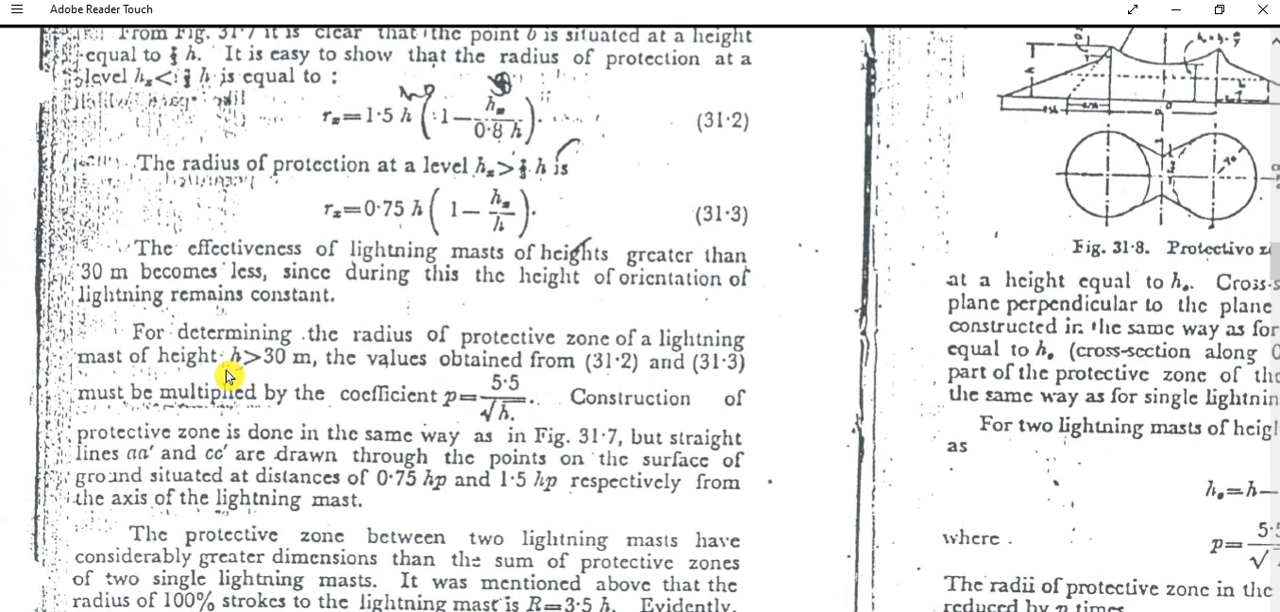 Adobe Reader Touch
From Fig. 31·7 it is clear that the point b is situated at a height
equal to ⅔ h. It is easy to show that the radius of protection at a
level hₓ<⅔ h is equal to :
rₓ=1·5 h (1— hₓ/0·8 h). (31·2)
The radius of protection at a level hₓ>⅔ h is
rₓ=0·75 h ( 1— hₓ/h ). (31·3)
The effectiveness of lightning masts of heights greater than
30 m becomes less, since during this the height of orientation of
lightning remains constant.
For determining the radius of protective zone of a lightning
mast of height h>30 m, the values obtained from (31·2) and (31·3)
must be multiplied by the coefficient p= 5·5/√h. Construction of
protective zone is done in the same way as in Fig. 31·7, but straight
lines aa′ and cc′ are drawn through the points on the surface of
ground situated at distances of 0·75 hp and 1·5 hp respectively from
the axis of the lightning mast.
The protective zone between two lightning masts have
considerably greater dimensions than the sum of protective zones
of two single lightning masts. It was mentioned above that the
radius of 100% strokes to the lightning mast is R=3·5 h. Evidently,
Fig. 31·8. Protective
at a height equal to hₒ. Cross-s
plane perpendicular to the plane
constructed in the same way as for
equal to hₒ (cross-section along
part of the protective zone of the
the same way as for single lightnin
For two lightning masts of heig
as
hₒ=h—
where
p= 5·/√
The radii of protective zone in the
reduced by p times